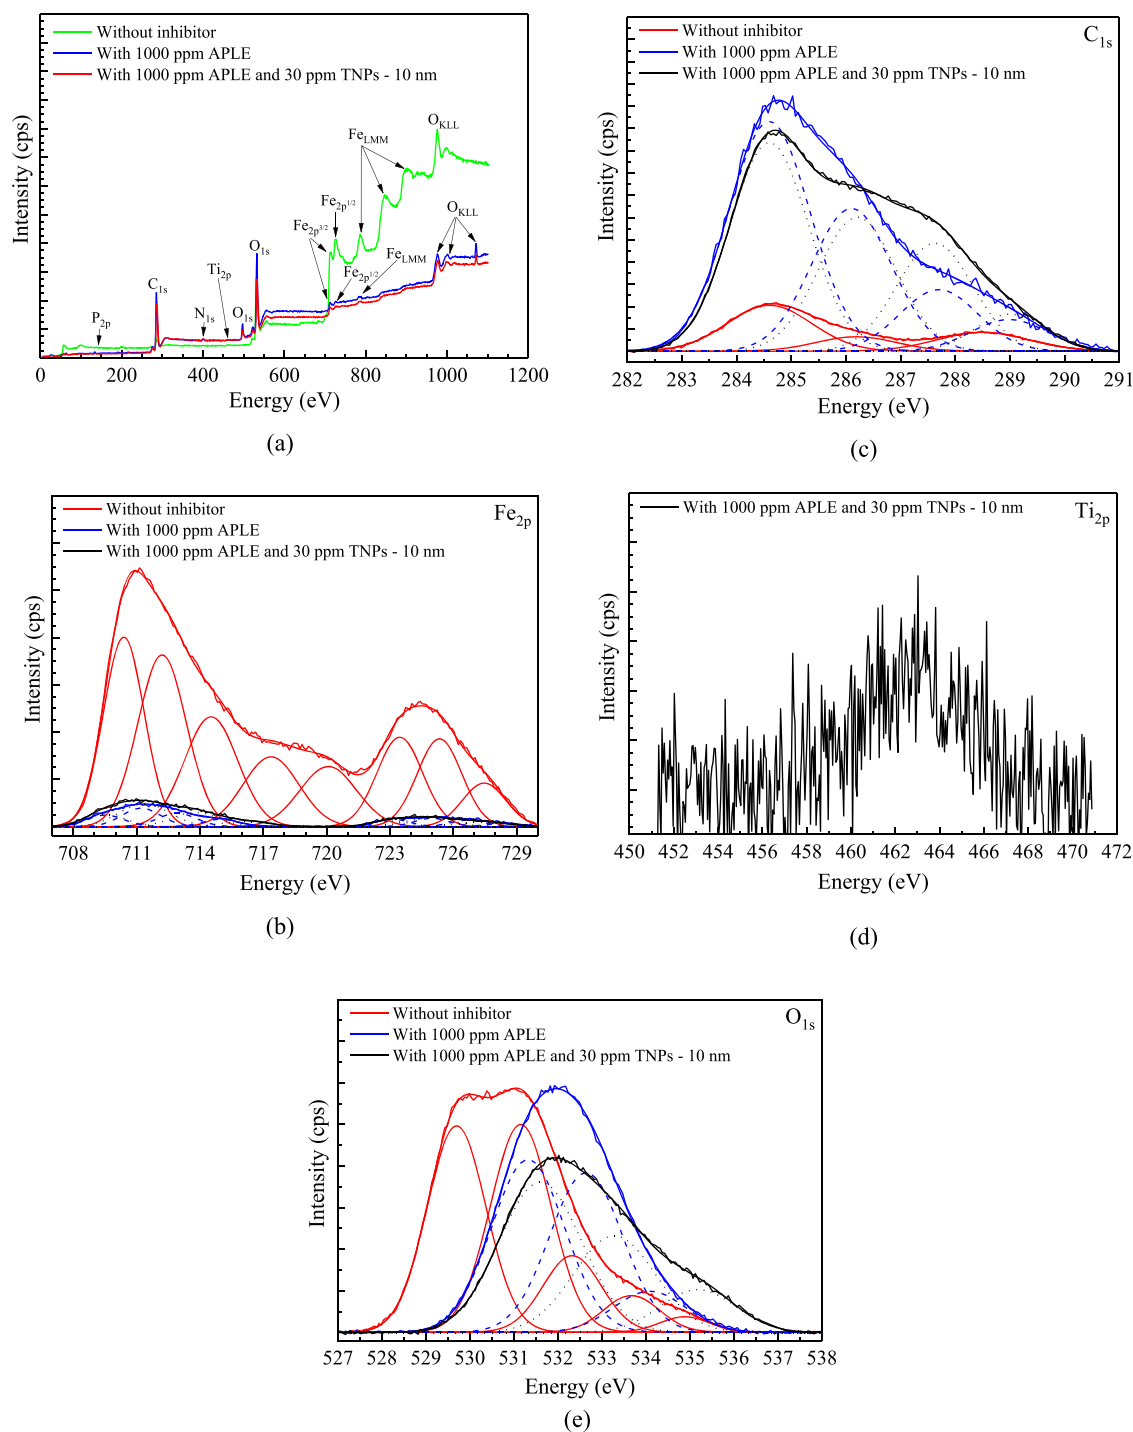 Without inhibitor
With 1000 ppm APLE
With 1000 ppm APLE and 30 ppm TNPs - 10 nm
O_KLL
Fe_LMM
Fe_2p^1/2
Fe_2p^3/2
O_KLL
O_1s
Fe_LMM
Ti_2p
Fe_2p^1/2
C_1s
N_1s
O_1s
P_2p
Intensity (cps)
0 200 400 600 800 1000 1200
Energy (eV)
(a)
Without inhibitor
With 1000 ppm APLE
With 1000 ppm APLE and 30 ppm TNPs - 10 nm
C_1s
Intensity (cps)
282 283 284 285 286 287 288 289 290 291
Energy (eV)
(c)
Without inhibitor
With 1000 ppm APLE
With 1000 ppm APLE and 30 ppm TNPs - 10 nm
Fe_2p
Intensity (cps)
708 711 714 717 720 723 726 729
Energy (eV)
(b)
With 1000 ppm APLE and 30 ppm TNPs - 10 nm
Ti_2p
Intensity (cps)
450 452 454 456 458 460 462 464 466 468 470 472
Energy (eV)
(d)
Without inhibitor
With 1000 ppm APLE
With 1000 ppm APLE and 30 ppm TNPs - 10 nm
O_1s
Intensity (cps)
527 528 529 530 531 532 533 534 535 536 537 538
Energy (eV)
(e)